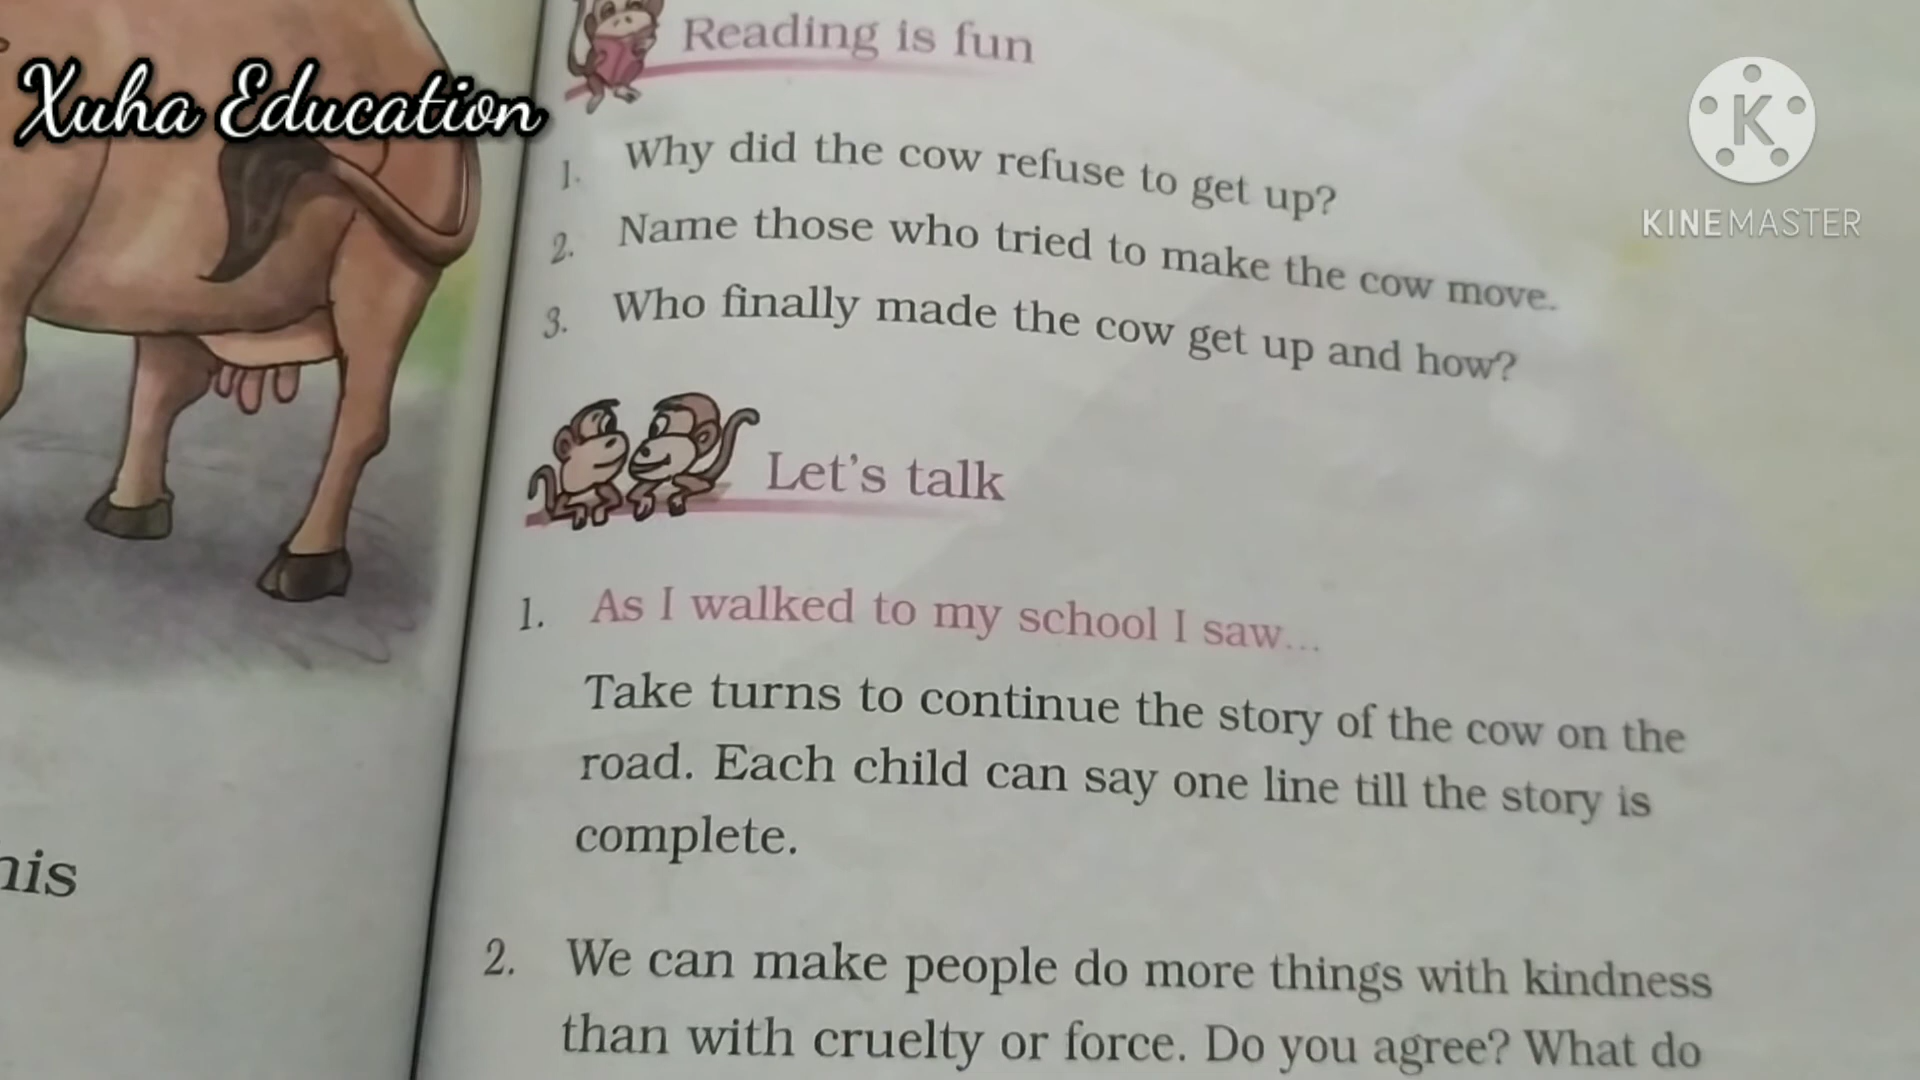 Reading is fun
Xuha Education
K
KINEMASTER
1. Why did the cow refuse to get up?
2. Name those who tried to make the cow move.
3. Who finally made the cow get up and how?
Let's talk
1. As I walked to my school I saw...
Take turns to continue the story of the cow on the
road. Each child can say one line till the story is
complete.
his
2. We can make people do more things with kindness
than with cruelty or force. Do you agree? What do